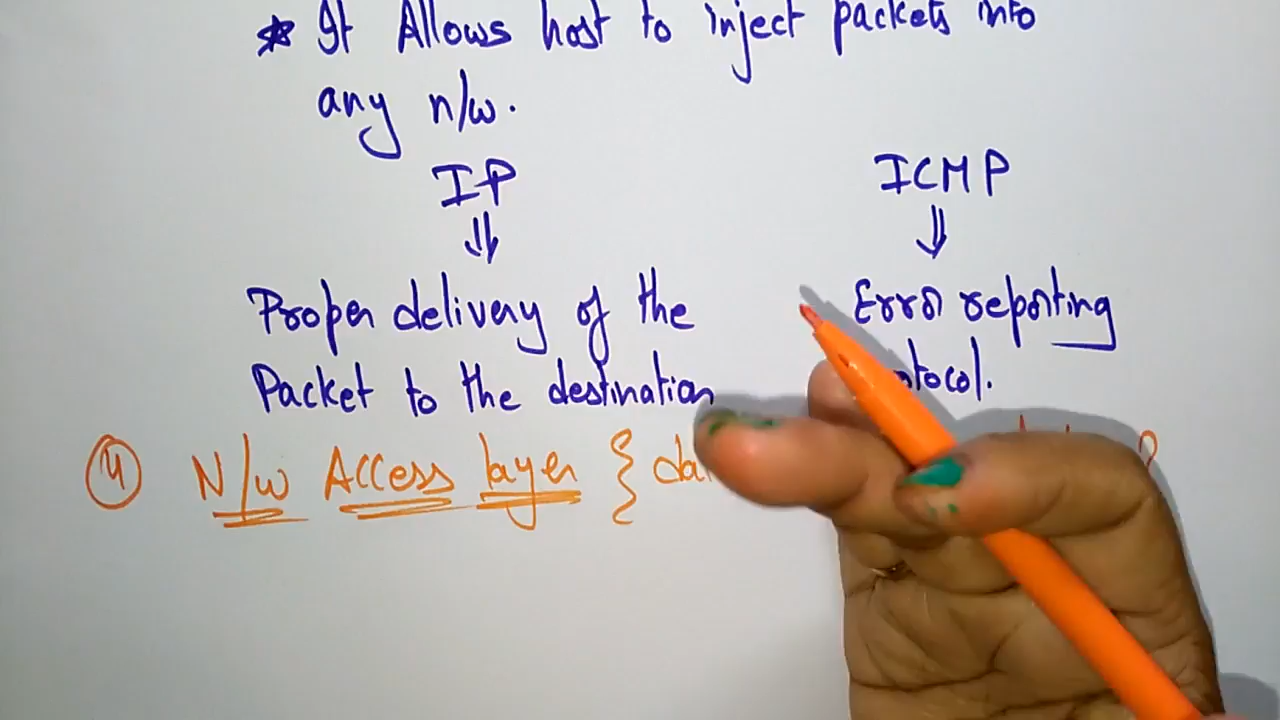 * It Allows host to inject packets into
any n/w.
IP
ICMP
Proper delivery of the
Packet to the destination
Error reporting
④ N/w Access layer {